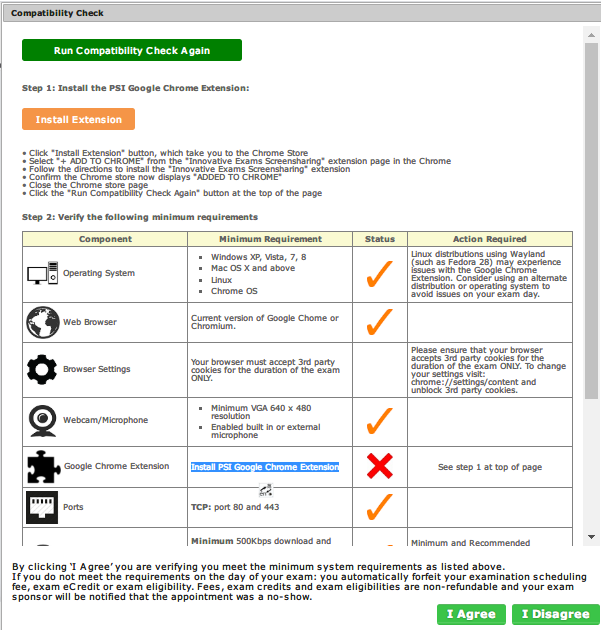 Compatibility Check
Run Compatibility Check Again
Step 1: Install the PSI Google Chrome Extension:
Install Extension
• Click "Install Extension" button, which take you to the Chrome Store
• Select "+ ADD TO CHROME" from the "Innovative Exams Screensharing" extension page in the Chrome
• Follow the directions to install the "Innovative Exams Screensharing" extension
• Confirm the Chrome store now displays "ADDED TO CHROME"
• Close the Chrome store page
• Click the "Run Compatibility Check Again" button at the top of the page
Step 2: Verify the following minimum requirements
Component Minimum Requirement Status Action Required
Operating System
Windows XP, Vista, 7, 8
Mac OS X and above
Linux
Chrome OS
Linux distributions using Wayland
(such as Fedora 28) may experience
issues with the Google Chrome
Extension. Consider using an alternate
distribution or operating system to
avoid issues on your exam day.
Web Browser
Current version of Google Chome or
Chromium.
Browser Settings
Your browser must accept 3rd party
cookies for the duration of the exam
ONLY.
Please ensure that your browser
accepts 3rd party cookies for the
duration of the exam ONLY. To change
your settings visit:
chrome://settings/content and
unblock 3rd party cookies.
Webcam/Microphone
Minimum VGA 640 x 480
resolution
Enabled built in or external
microphone
Google Chrome Extension
Install PSI Google Chrome Extension
See step 1 at top of page
Ports
TCP: port 80 and 443
Minimum 500Kbps download and
Minimum and Recommended
By clicking 'I Agree' you are verifying you meet the minimum system requirements as listed above.
If you do not meet the requirements on the day of your exam: you automatically forfeit your examination scheduling
fee, exam eCredit or exam eligibility. Fees, exam credits and exam eligibilities are non-refundable and your exam
sponsor will be notified that the appointment was a no-show.
I Agree
I Disagree